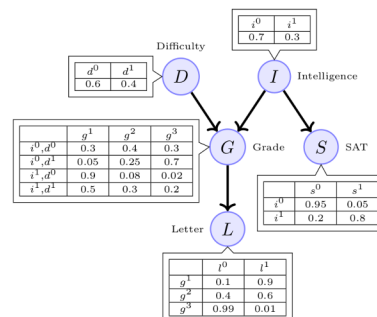 i⁰ i¹
0.7 0.3
Difficulty
d⁰ d¹
0.6 0.4
D
I
Intelligence
g¹ g² g³
i⁰,d⁰ 0.3 0.4 0.3
i⁰,d¹ 0.05 0.25 0.7
i¹,d⁰ 0.9 0.08 0.02
i¹,d¹ 0.5 0.3 0.2
G
Grade
S
SAT
s⁰ s¹
i⁰ 0.95 0.05
i¹ 0.2 0.8
Letter
L
l⁰ l¹
g¹ 0.1 0.9
g² 0.4 0.6
g³ 0.99 0.01